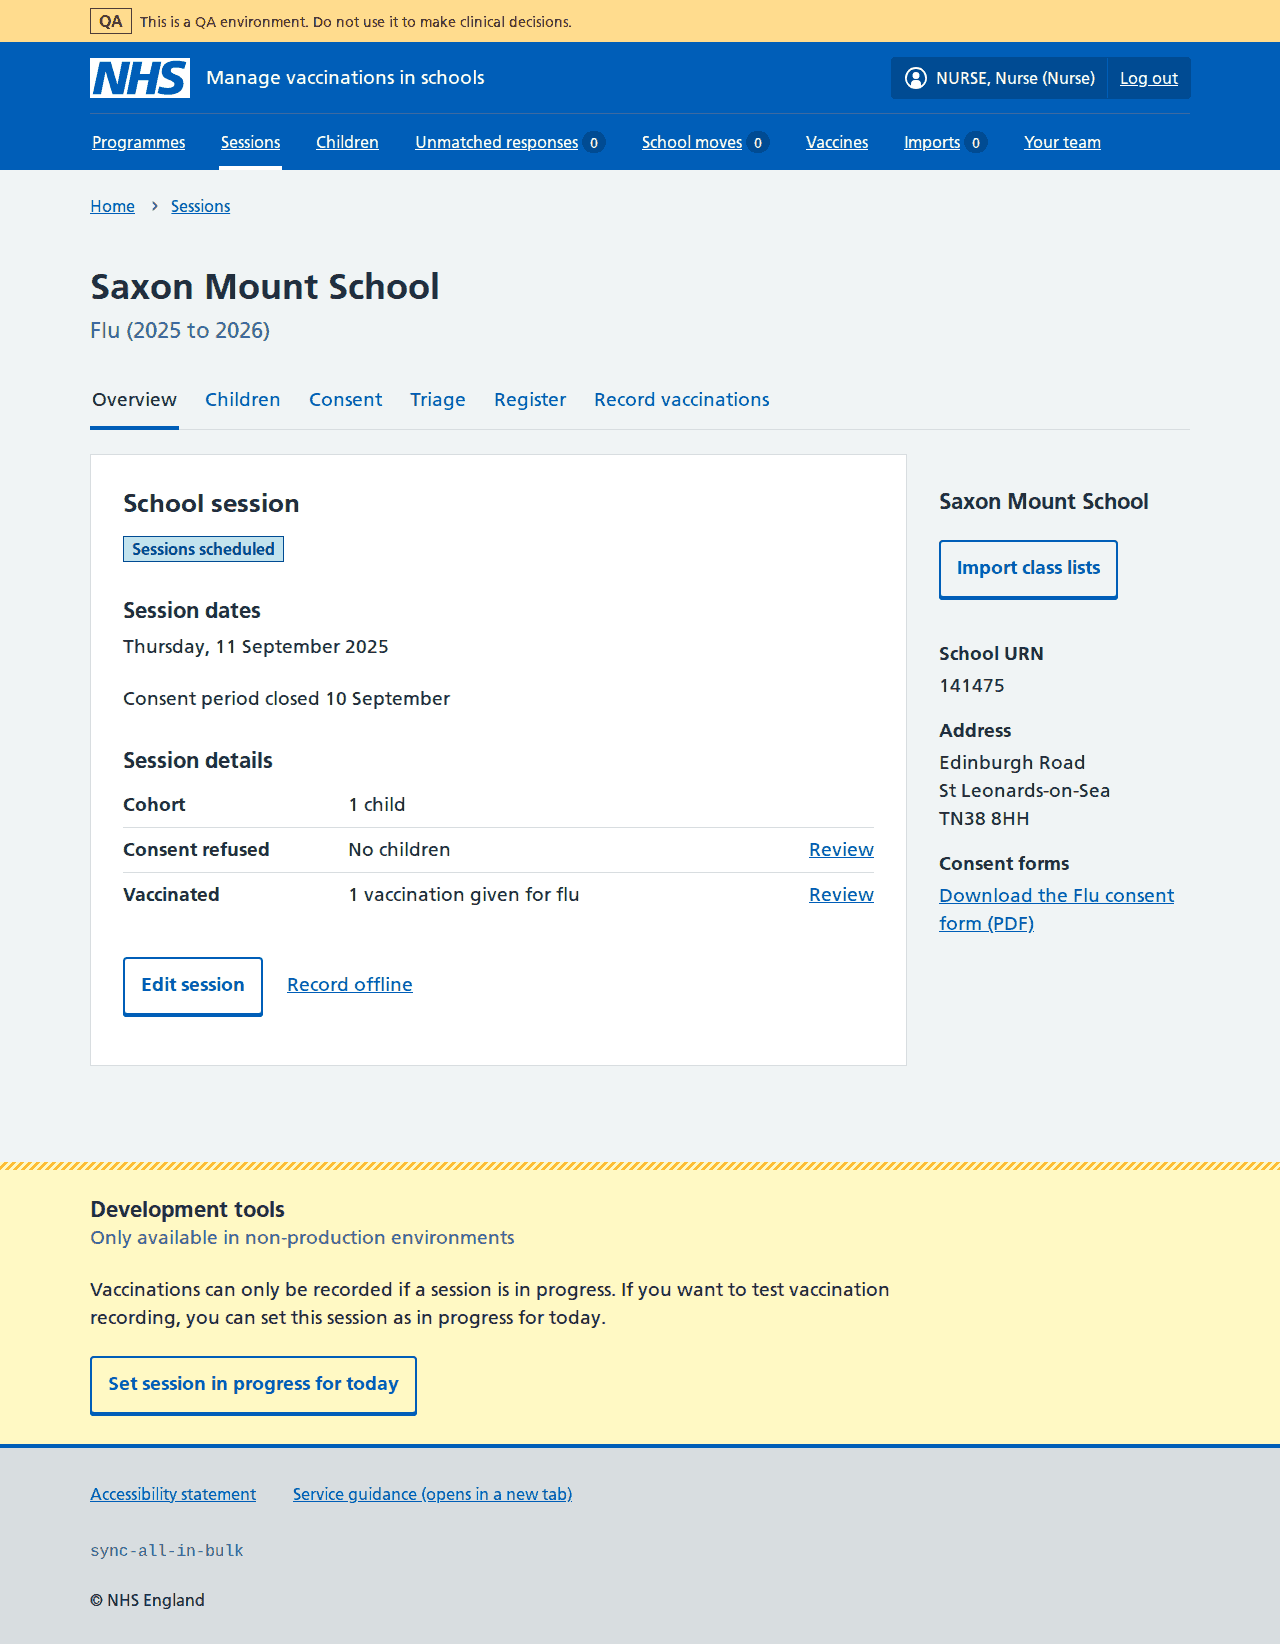 QA This is a QA environment. Do not use it to make clinical decisions.
NHS Manage vaccinations in schools
NURSE, Nurse (Nurse) Log out
Programmes Sessions Children Unmatched responses 0 School moves 0 Vaccines Imports 0 Your team
Home › Sessions
Saxon Mount School
Flu (2025 to 2026)
Overview Children Consent Triage Register Record vaccinations
School session
Sessions scheduled
Session dates
Thursday, 11 September 2025
Consent period closed 10 September
Session details
Cohort 1 child
Consent refused No children Review
Vaccinated 1 vaccination given for flu Review
Edit session Record offline
Saxon Mount School
Import class lists
School URN
141475
Address
Edinburgh Road
St Leonards-on-Sea
TN38 8HH
Consent forms
Download the Flu consent
form (PDF)
Development tools
Only available in non-production environments
Vaccinations can only be recorded if a session is in progress. If you want to test vaccination
recording, you can set this session as in progress for today.
Set session in progress for today
Accessibility statement Service guidance (opens in a new tab)
sync-all-in-bulk
© NHS England